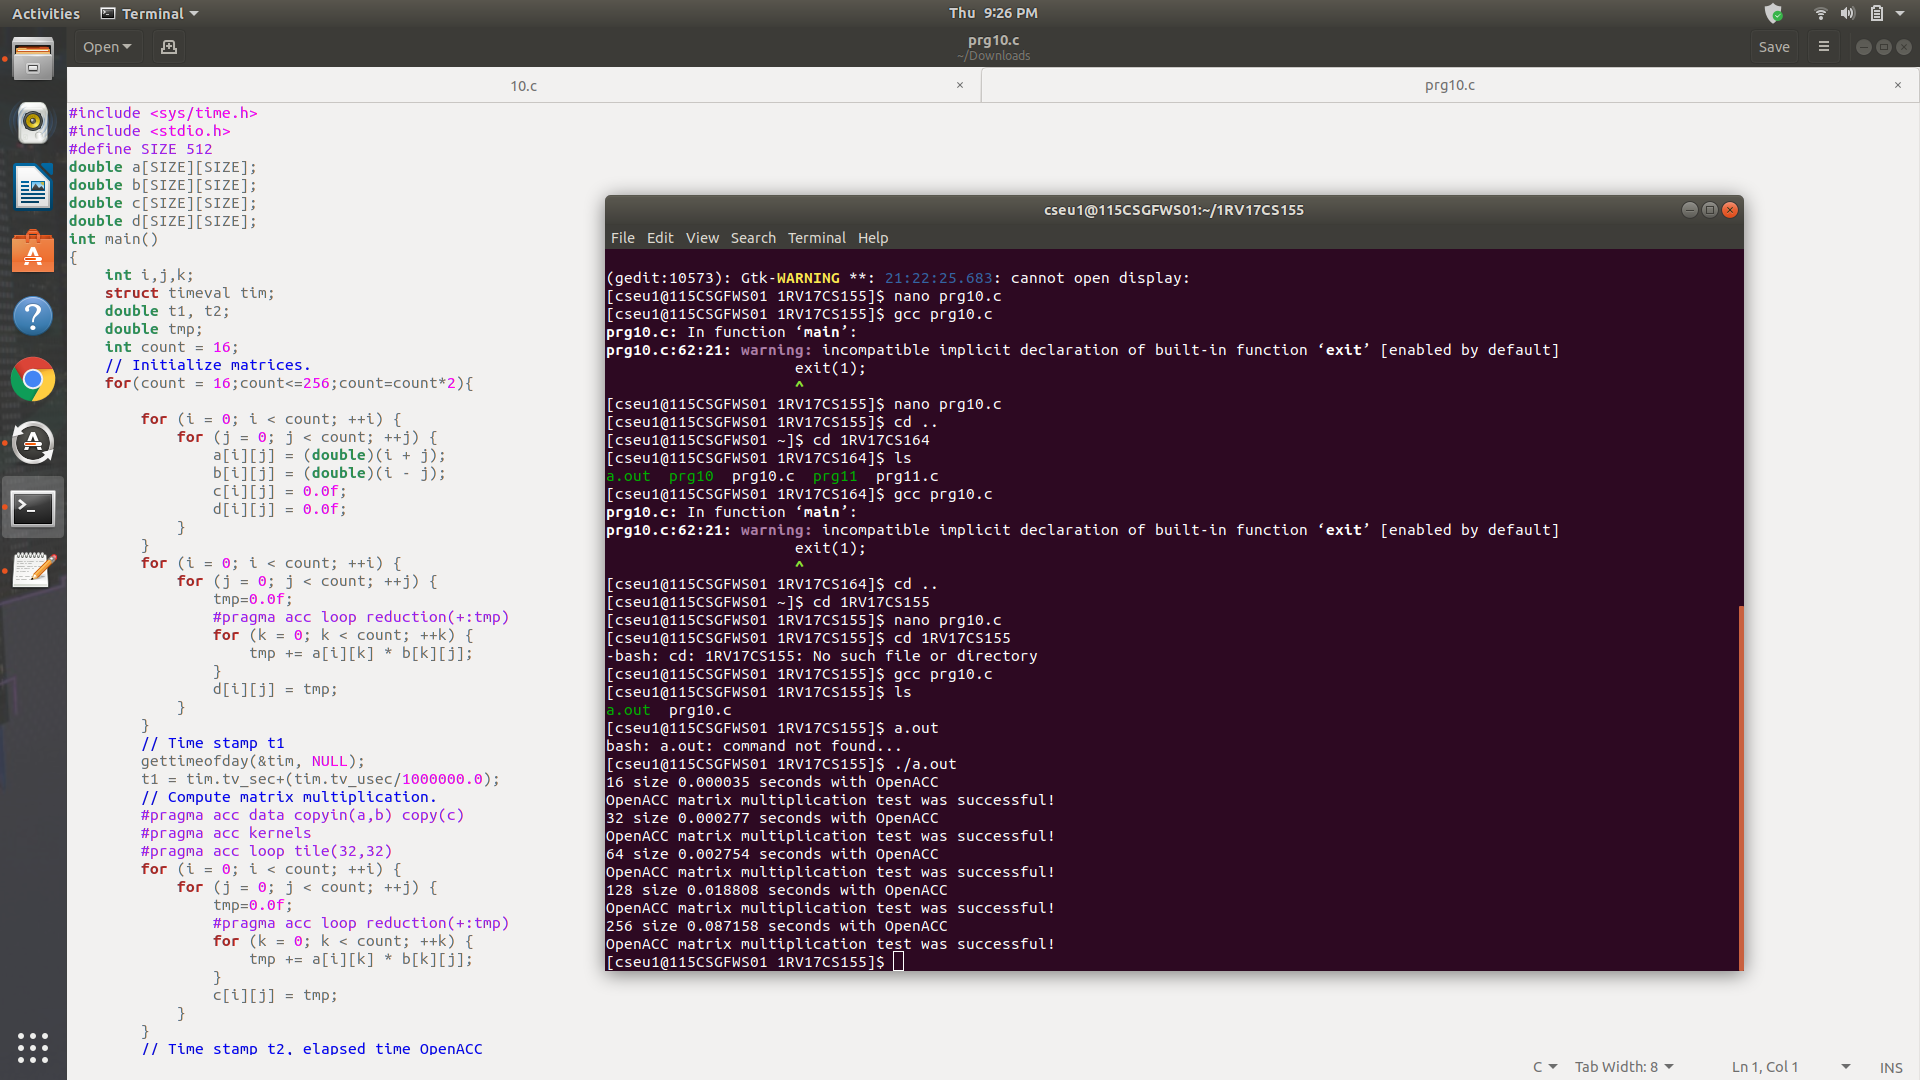 Activities Terminal Thu 9:26 PM
Open prg10.c Save
~/Downloads
10.c × prg10.c ×
#include <sys/time.h>
#include <stdio.h>
#define SIZE 512
double a[SIZE][SIZE];
double b[SIZE][SIZE];
double c[SIZE][SIZE];
double d[SIZE][SIZE];
int main()
{
    int i,j,k;
    struct timeval tim;
    double t1, t2;
    double tmp;
    int count = 16;
    // Initialize matrices.
    for(count = 16;count<=256;count=count*2){
        for (i = 0; i < count; ++i) {
            for (j = 0; j < count; ++j) {
                a[i][j] = (double)(i + j);
                b[i][j] = (double)(i - j);
                c[i][j] = 0.0f;
                d[i][j] = 0.0f;
            }
        }
        for (i = 0; i < count; ++i) {
            for (j = 0; j < count; ++j) {
                tmp=0.0f;
                #pragma acc loop reduction(+:tmp)
                for (k = 0; k < count; ++k) {
                    tmp += a[i][k] * b[k][j];
                }
                d[i][j] = tmp;
            }
        }
        // Time stamp t1
        gettimeofday(&tim, NULL);
        t1 = tim.tv_sec+(tim.tv_usec/1000000.0);
        // Compute matrix multiplication.
        #pragma acc data copyin(a,b) copy(c)
        #pragma acc kernels
        #pragma acc loop tile(32,32)
        for (i = 0; i < count; ++i) {
            for (j = 0; j < count; ++j) {
                tmp=0.0f;
                #pragma acc loop reduction(+:tmp)
                for (k = 0; k < count; ++k) {
                    tmp += a[i][k] * b[k][j];
                }
                c[i][j] = tmp;
            }
        }
        // Time stamp t2, elapsed time OpenACC
cseu1@115CSGFWS01:~/1RV17CS155
File Edit View Search Terminal Help
(gedit:10573): Gtk-WARNING **: 21:22:25.683: cannot open display:
[cseu1@115CSGFWS01 1RV17CS155]$ nano prg10.c
[cseu1@115CSGFWS01 1RV17CS155]$ gcc prg10.c
prg10.c: In function ‘main’:
prg10.c:62:21: warning: incompatible implicit declaration of built-in function ‘exit’ [enabled by default]
                     exit(1);
                     ^
[cseu1@115CSGFWS01 1RV17CS155]$ nano prg10.c
[cseu1@115CSGFWS01 1RV17CS155]$ cd ..
[cseu1@115CSGFWS01 ~]$ cd 1RV17CS164
[cseu1@115CSGFWS01 1RV17CS164]$ ls
a.out  prg10  prg10.c  prg11  prg11.c
[cseu1@115CSGFWS01 1RV17CS164]$ gcc prg10.c
prg10.c: In function ‘main’:
prg10.c:62:21: warning: incompatible implicit declaration of built-in function ‘exit’ [enabled by default]
                     exit(1);
                     ^
[cseu1@115CSGFWS01 1RV17CS164]$ cd ..
[cseu1@115CSGFWS01 ~]$ cd 1RV17CS155
[cseu1@115CSGFWS01 1RV17CS155]$ nano prg10.c
[cseu1@115CSGFWS01 1RV17CS155]$ cd 1RV17CS155
-bash: cd: 1RV17CS155: No such file or directory
[cseu1@115CSGFWS01 1RV17CS155]$ gcc prg10.c
[cseu1@115CSGFWS01 1RV17CS155]$ ls
a.out  prg10.c
[cseu1@115CSGFWS01 1RV17CS155]$ a.out
bash: a.out: command not found...
[cseu1@115CSGFWS01 1RV17CS155]$ ./a.out
16 size 0.000035 seconds with OpenACC
OpenACC matrix multiplication test was successful!
32 size 0.000277 seconds with OpenACC
OpenACC matrix multiplication test was successful!
64 size 0.002754 seconds with OpenACC
OpenACC matrix multiplication test was successful!
128 size 0.018808 seconds with OpenACC
OpenACC matrix multiplication test was successful!
256 size 0.087158 seconds with OpenACC
OpenACC matrix multiplication test was successful!
[cseu1@115CSGFWS01 1RV17CS155]$
C Tab Width: 8 Ln 1, Col 1 INS